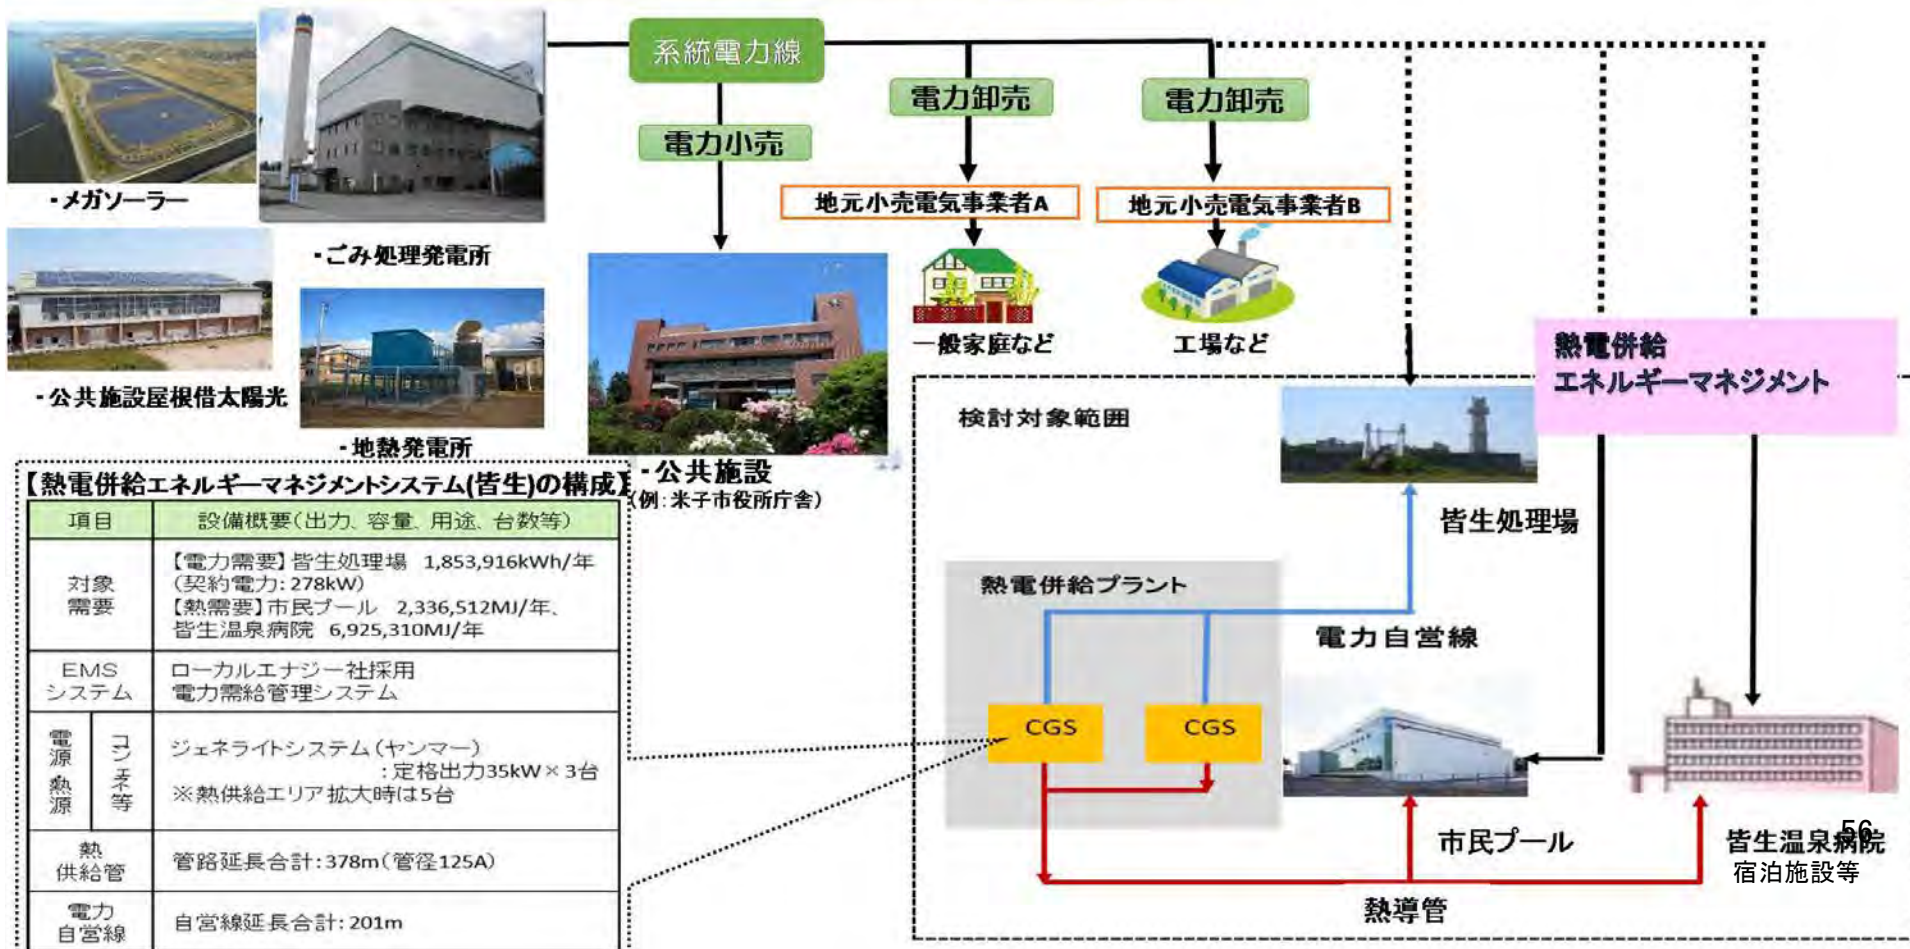 系統電力線
電力小売
電力卸売
電力卸売
地元小売電気事業者A
地元小売電気事業者B
・メガソーラー
・ごみ処理発電所
・公共施設屋根借太陽光
・地熱発電所
・公共施設
(例:米子市役所庁舎)
一般家庭など
工場など
熱電併給
エネルギーマネジメント
検討対象範囲
皆生処理場
熱電併給プラント
電力自営線
CGS
CGS
市民プール
皆生温泉病院
宿泊施設等
56
熱導管
【熱電併給エネルギーマネジメントシステム(皆生)の構成】
項目
設備概要(出力、容量、用途、台数等)
対象
需要
【電力需要】皆生処理場 1,853,916kWh/年
(契約電力:278kW)
【熱需要】市民プール 2,336,512MJ/年、
皆生温泉病院 6,925,310MJ/年
EMS
システム
ローカルエナジー社採用
電力需給管理システム
電源
熱源
コジェネ等
ジェネライトシステム(ヤンマー)
:定格出力35kW×3台
※熱供給エリア拡大時は5台
熱
供給管
管路延長合計:378m(管径125A)
電力
自営線
自営線延長合計:201m